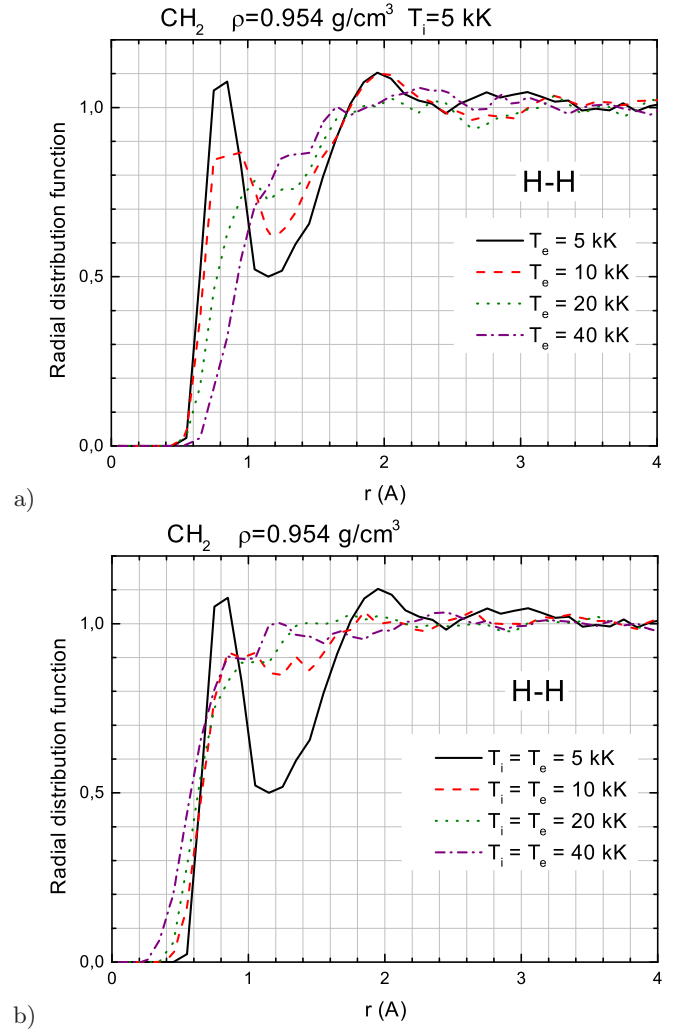 CH₂ ρ=0.954 g/cm³ Tᵢ=5 kK
Radial distribution function
1,0
0,5
0,0
H-H
Tₑ = 5 kK
Tₑ = 10 kK
Tₑ = 20 kK
Tₑ = 40 kK
0 1 2 3 4
r (A)
a)
CH₂ ρ=0.954 g/cm³
Radial distribution function
1,0
0,5
0,0
H-H
Tᵢ = Tₑ = 5 kK
Tᵢ = Tₑ = 10 kK
Tᵢ = Tₑ = 20 kK
Tᵢ = Tₑ = 40 kK
0 1 2 3 4
r (A)
b)